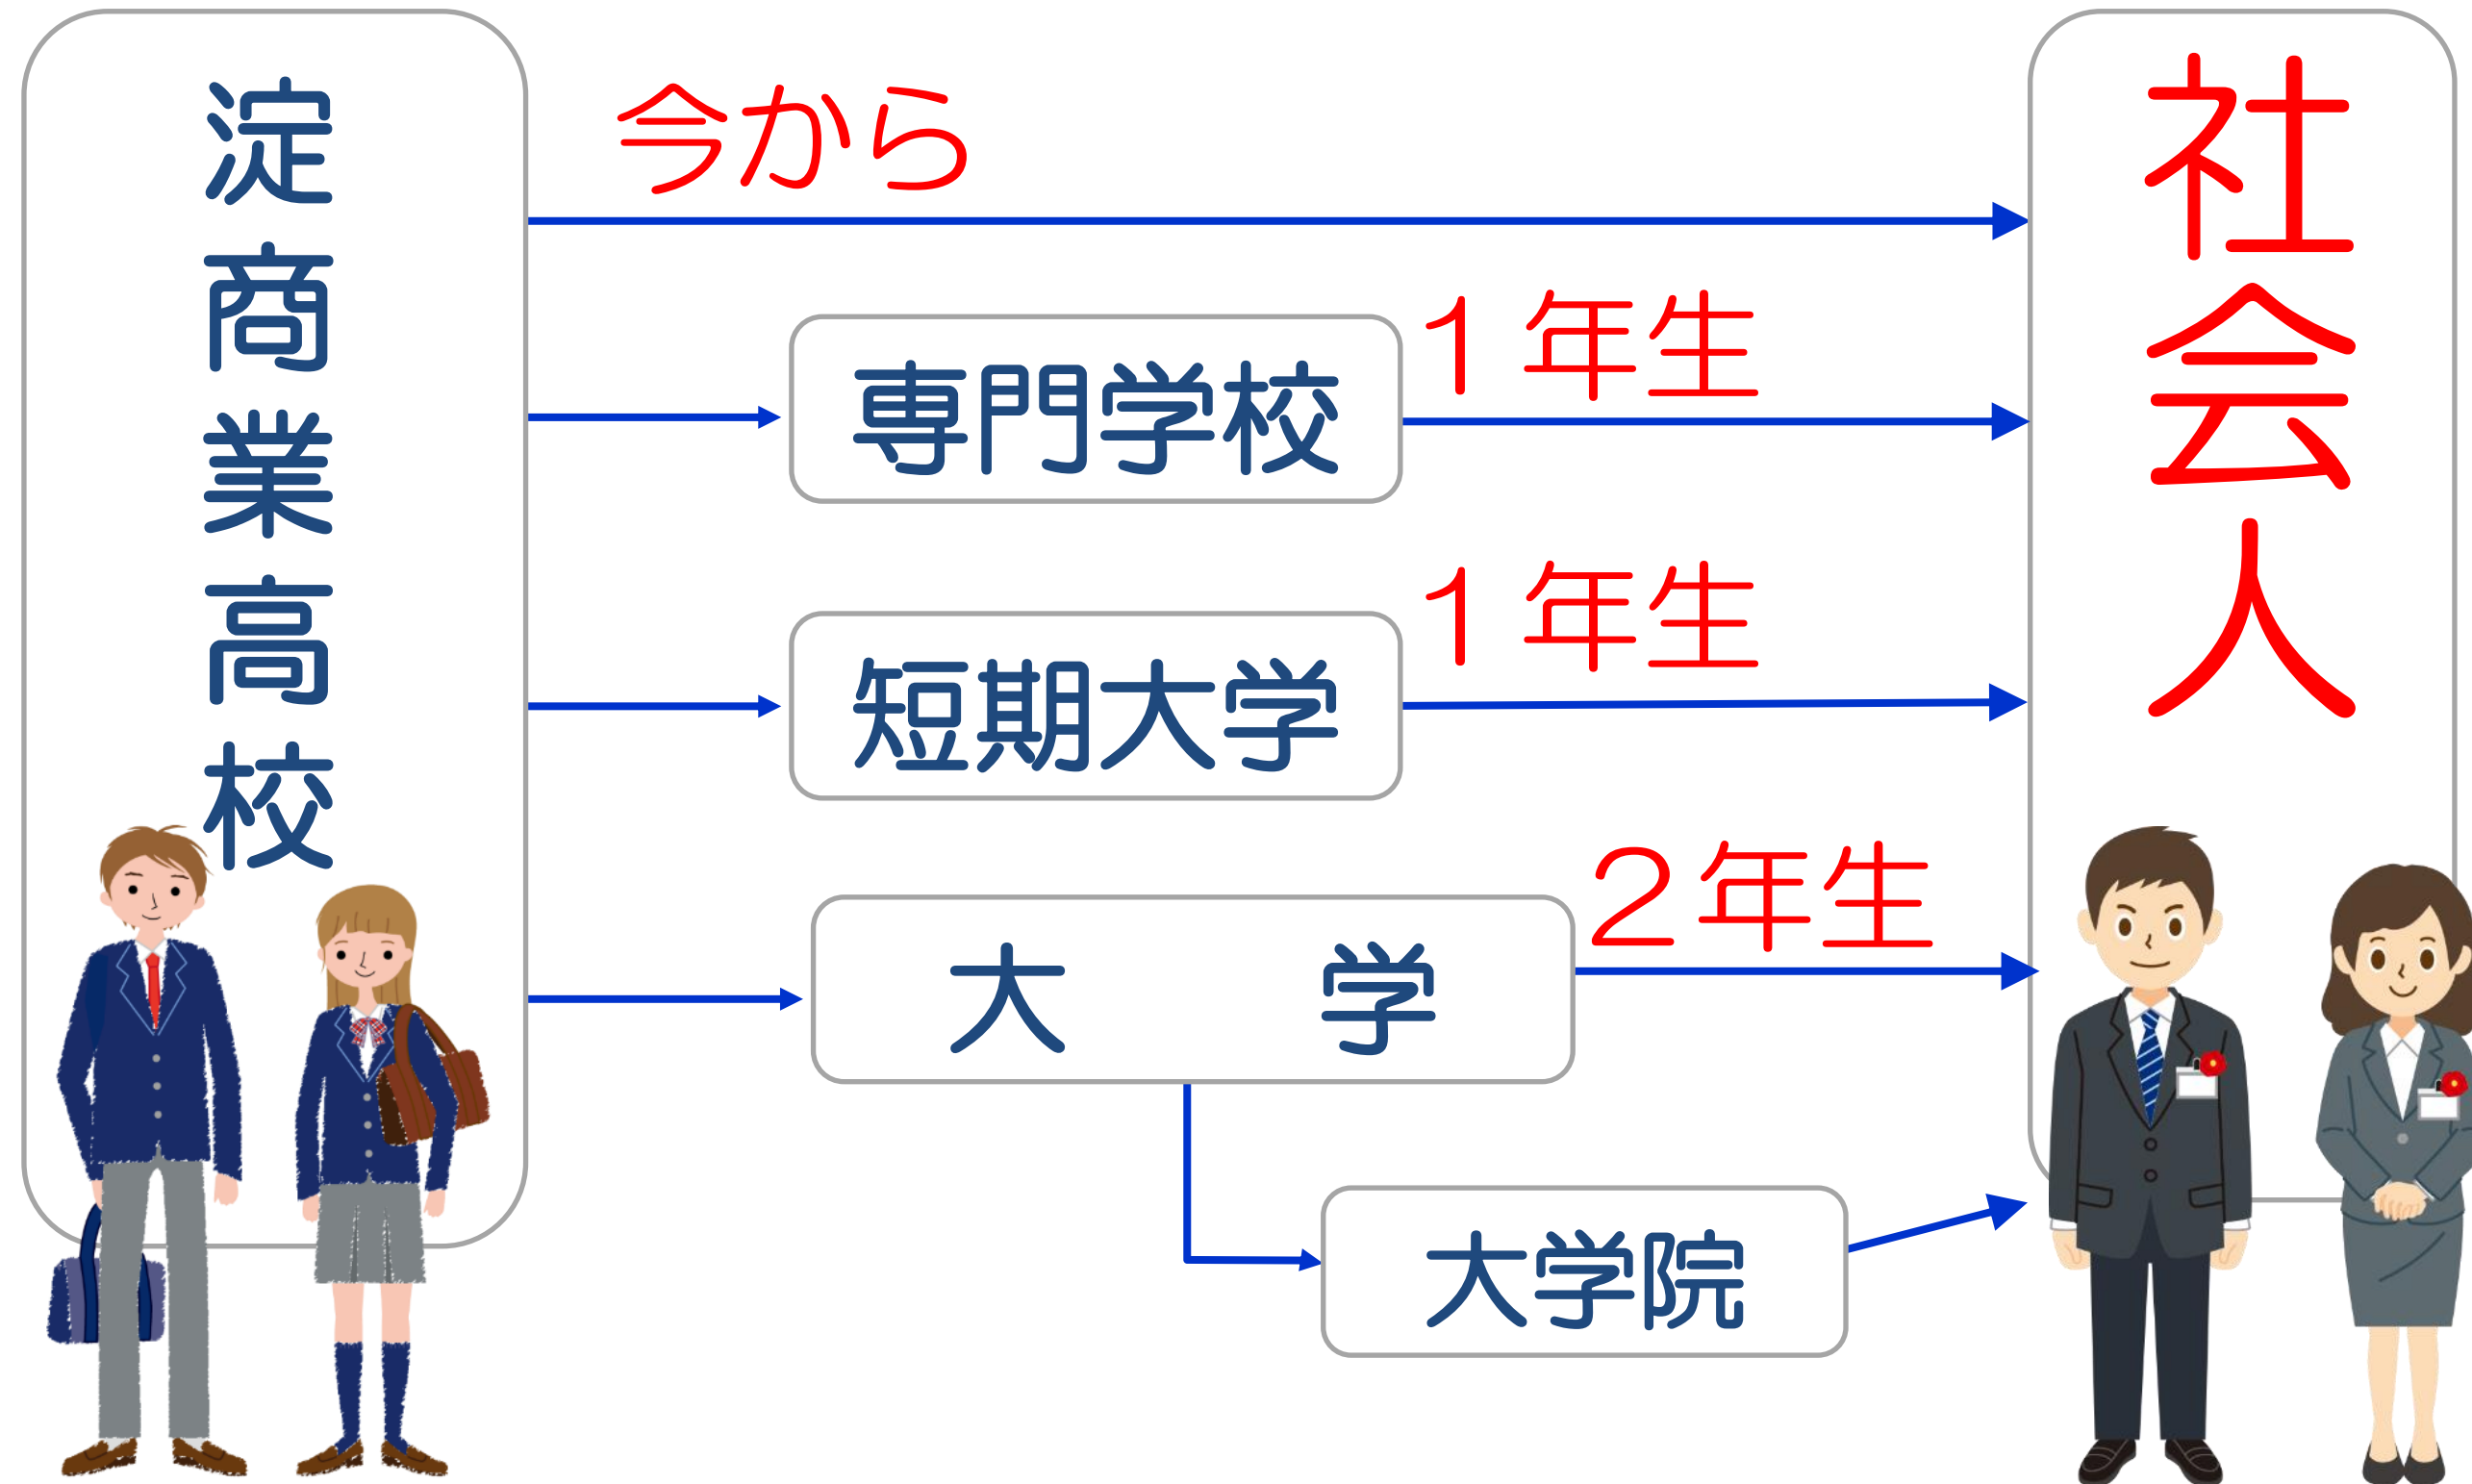 淀商業高校
今から
専門学校
１年生
短期大学
１年生
大　学
２年生
大学院
社会人